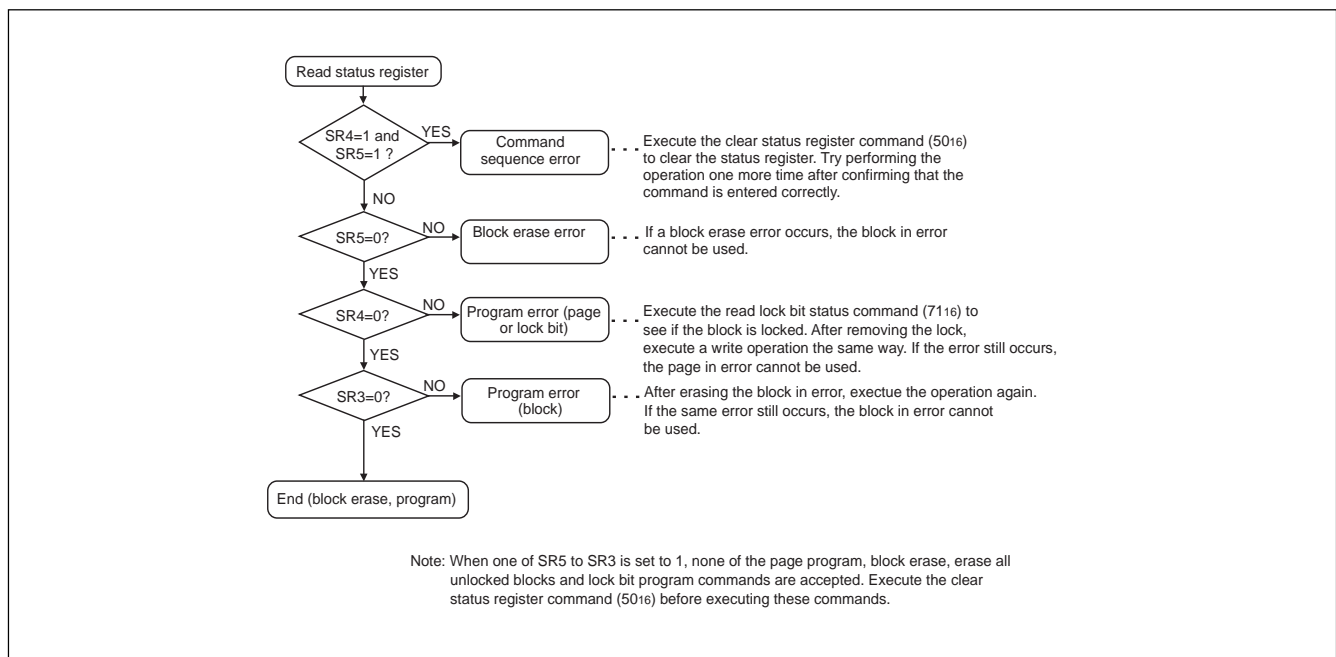 Read status register
SR4=1 and
SR5=1 ?
YES
Command
sequence error
Execute the clear status register command (5016)
to clear the status register. Try performing the
operation one more time after confirming that the
command is entered correctly.
NO
SR5=0?
NO
Block erase error
If a block erase error occurs, the block in error
cannot be used.
YES
SR4=0?
NO
Program error (page
or lock bit)
Execute the read lock bit status command (7116) to
see if the block is locked. After removing the lock,
execute a write operation the same way. If the error still occurs,
the page in error cannot be used.
YES
SR3=0?
NO
Program error
(block)
After erasing the block in error, exectue the operation again.
If the same error still occurs, the block in error cannot
be used.
YES
End (block erase, program)
Note: When one of SR5 to SR3 is set to 1, none of the page program, block erase, erase all
unlocked blocks and lock bit program commands are accepted. Execute the clear
status register command (5016) before executing these commands.